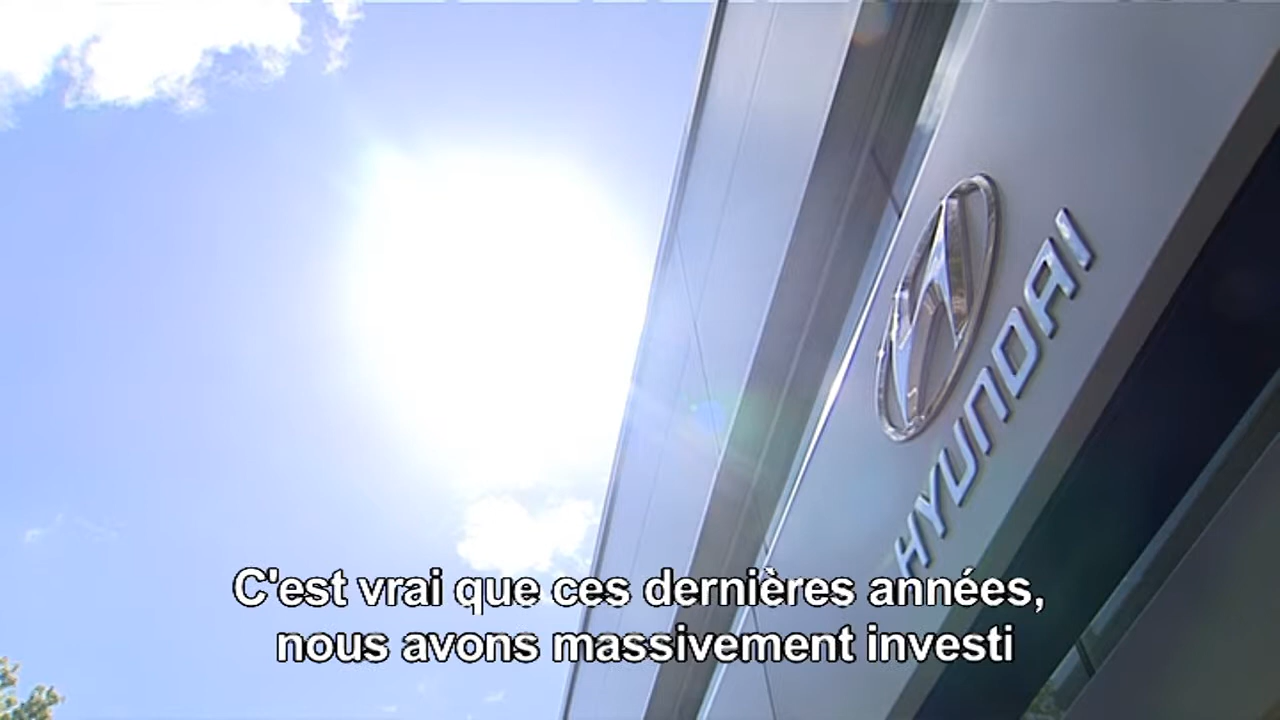 HYUNDAI
C'est vrai que ces dernières années,
nous avons massivement investi